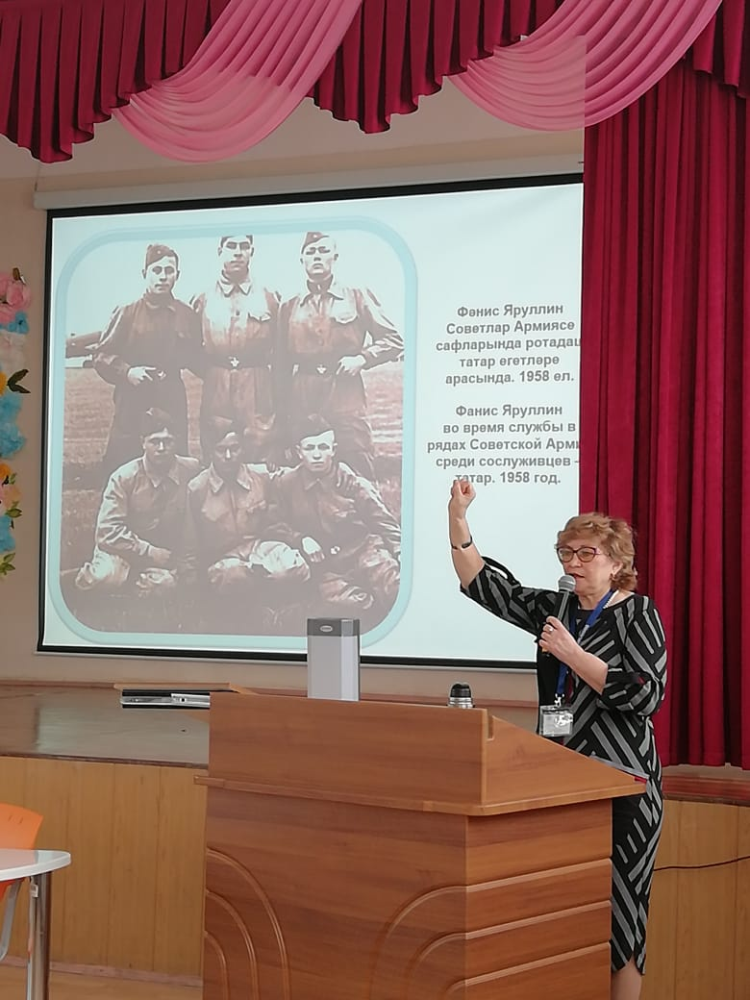 Фәнис Яруллин
Советлар Армиясе
сафларында ротадаш
татар егетләре
арасында. 1958 ел.
Фанис Яруллин
во время службы в
рядах Советской Арми
среди сослуживцев -
татар. 1958 год.